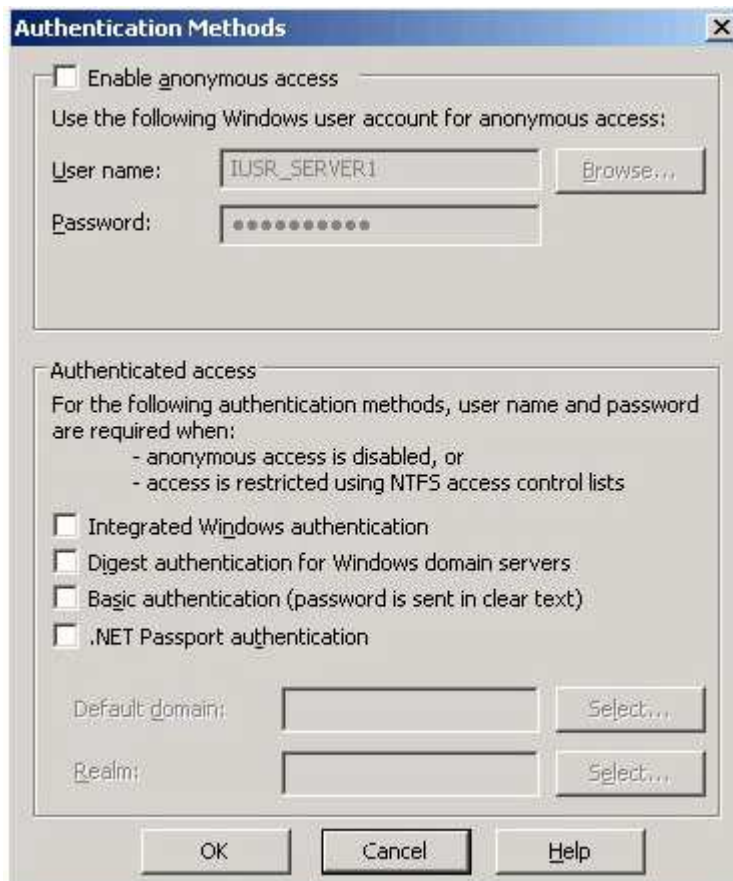 Authentication Methods
Enable anonymous access
Use the following Windows user account for anonymous access:
User name: IUSR_SERVER1 Browse...
Password: ●●●●●●●●●●
Authenticated access
For the following authentication methods, user name and password
are required when:
- anonymous access is disabled, or
- access is restricted using NTFS access control lists
Integrated Windows authentication
Digest authentication for Windows domain servers
Basic authentication (password is sent in clear text)
.NET Passport authentication
Default domain: Select...
Realm: Select...
OK Cancel Help